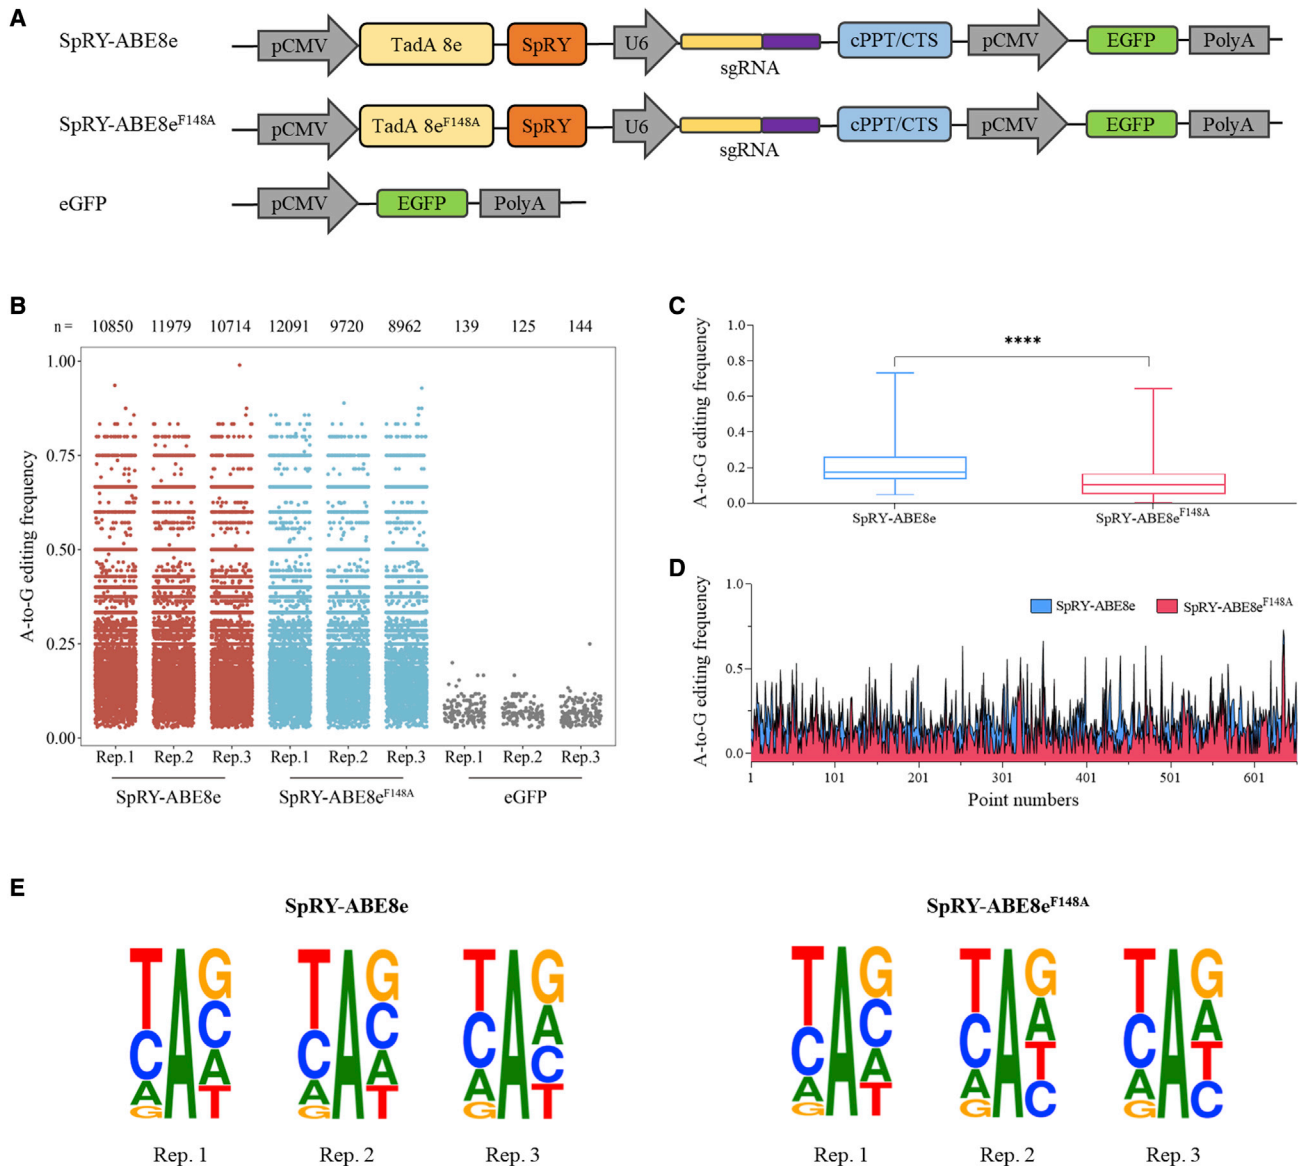 A
SpRY-ABE8e
pCMV
TadA 8e
SpRY
U6
sgRNA
cPPT/CTS
pCMV
EGFP
PolyA
SpRY-ABE8eF148A
pCMV
TadA 8eF148A
SpRY
U6
sgRNA
cPPT/CTS
pCMV
EGFP
PolyA
eGFP
pCMV
EGFP
PolyA
B
n = 10850 11979 10714 12091 9720 8962 139 125 144
A-to-G editing frequency
1.00
0.75
0.50
0.25
0.00
Rep.1 Rep.2 Rep.3 Rep.1 Rep.2 Rep.3 Rep.1 Rep.2 Rep.3
SpRY-ABE8e SpRY-ABE8eF148A eGFP
C
A-to-G editing frequency
1.0
0.8
0.6
0.4
0.2
0.0
****
SpRY-ABE8e SpRY-ABE8eF148A
D
A-to-G editing frequency
1.0
0.5
0.0
SpRY-ABE8e SpRY-ABE8eF148A
1 101 201 301 401 501 601
Point numbers
E
SpRY-ABE8e
T A G
C C
A A
G T
Rep. 1
T A G
C C
A A
G T
Rep. 2
T A G
C A
A C
G T
Rep. 3
SpRY-ABE8eF148A
T A G
C C
A A
G T
Rep. 1
T A G
C A
A T
G C
Rep. 2
T A G
C A
A T
G C
Rep. 3